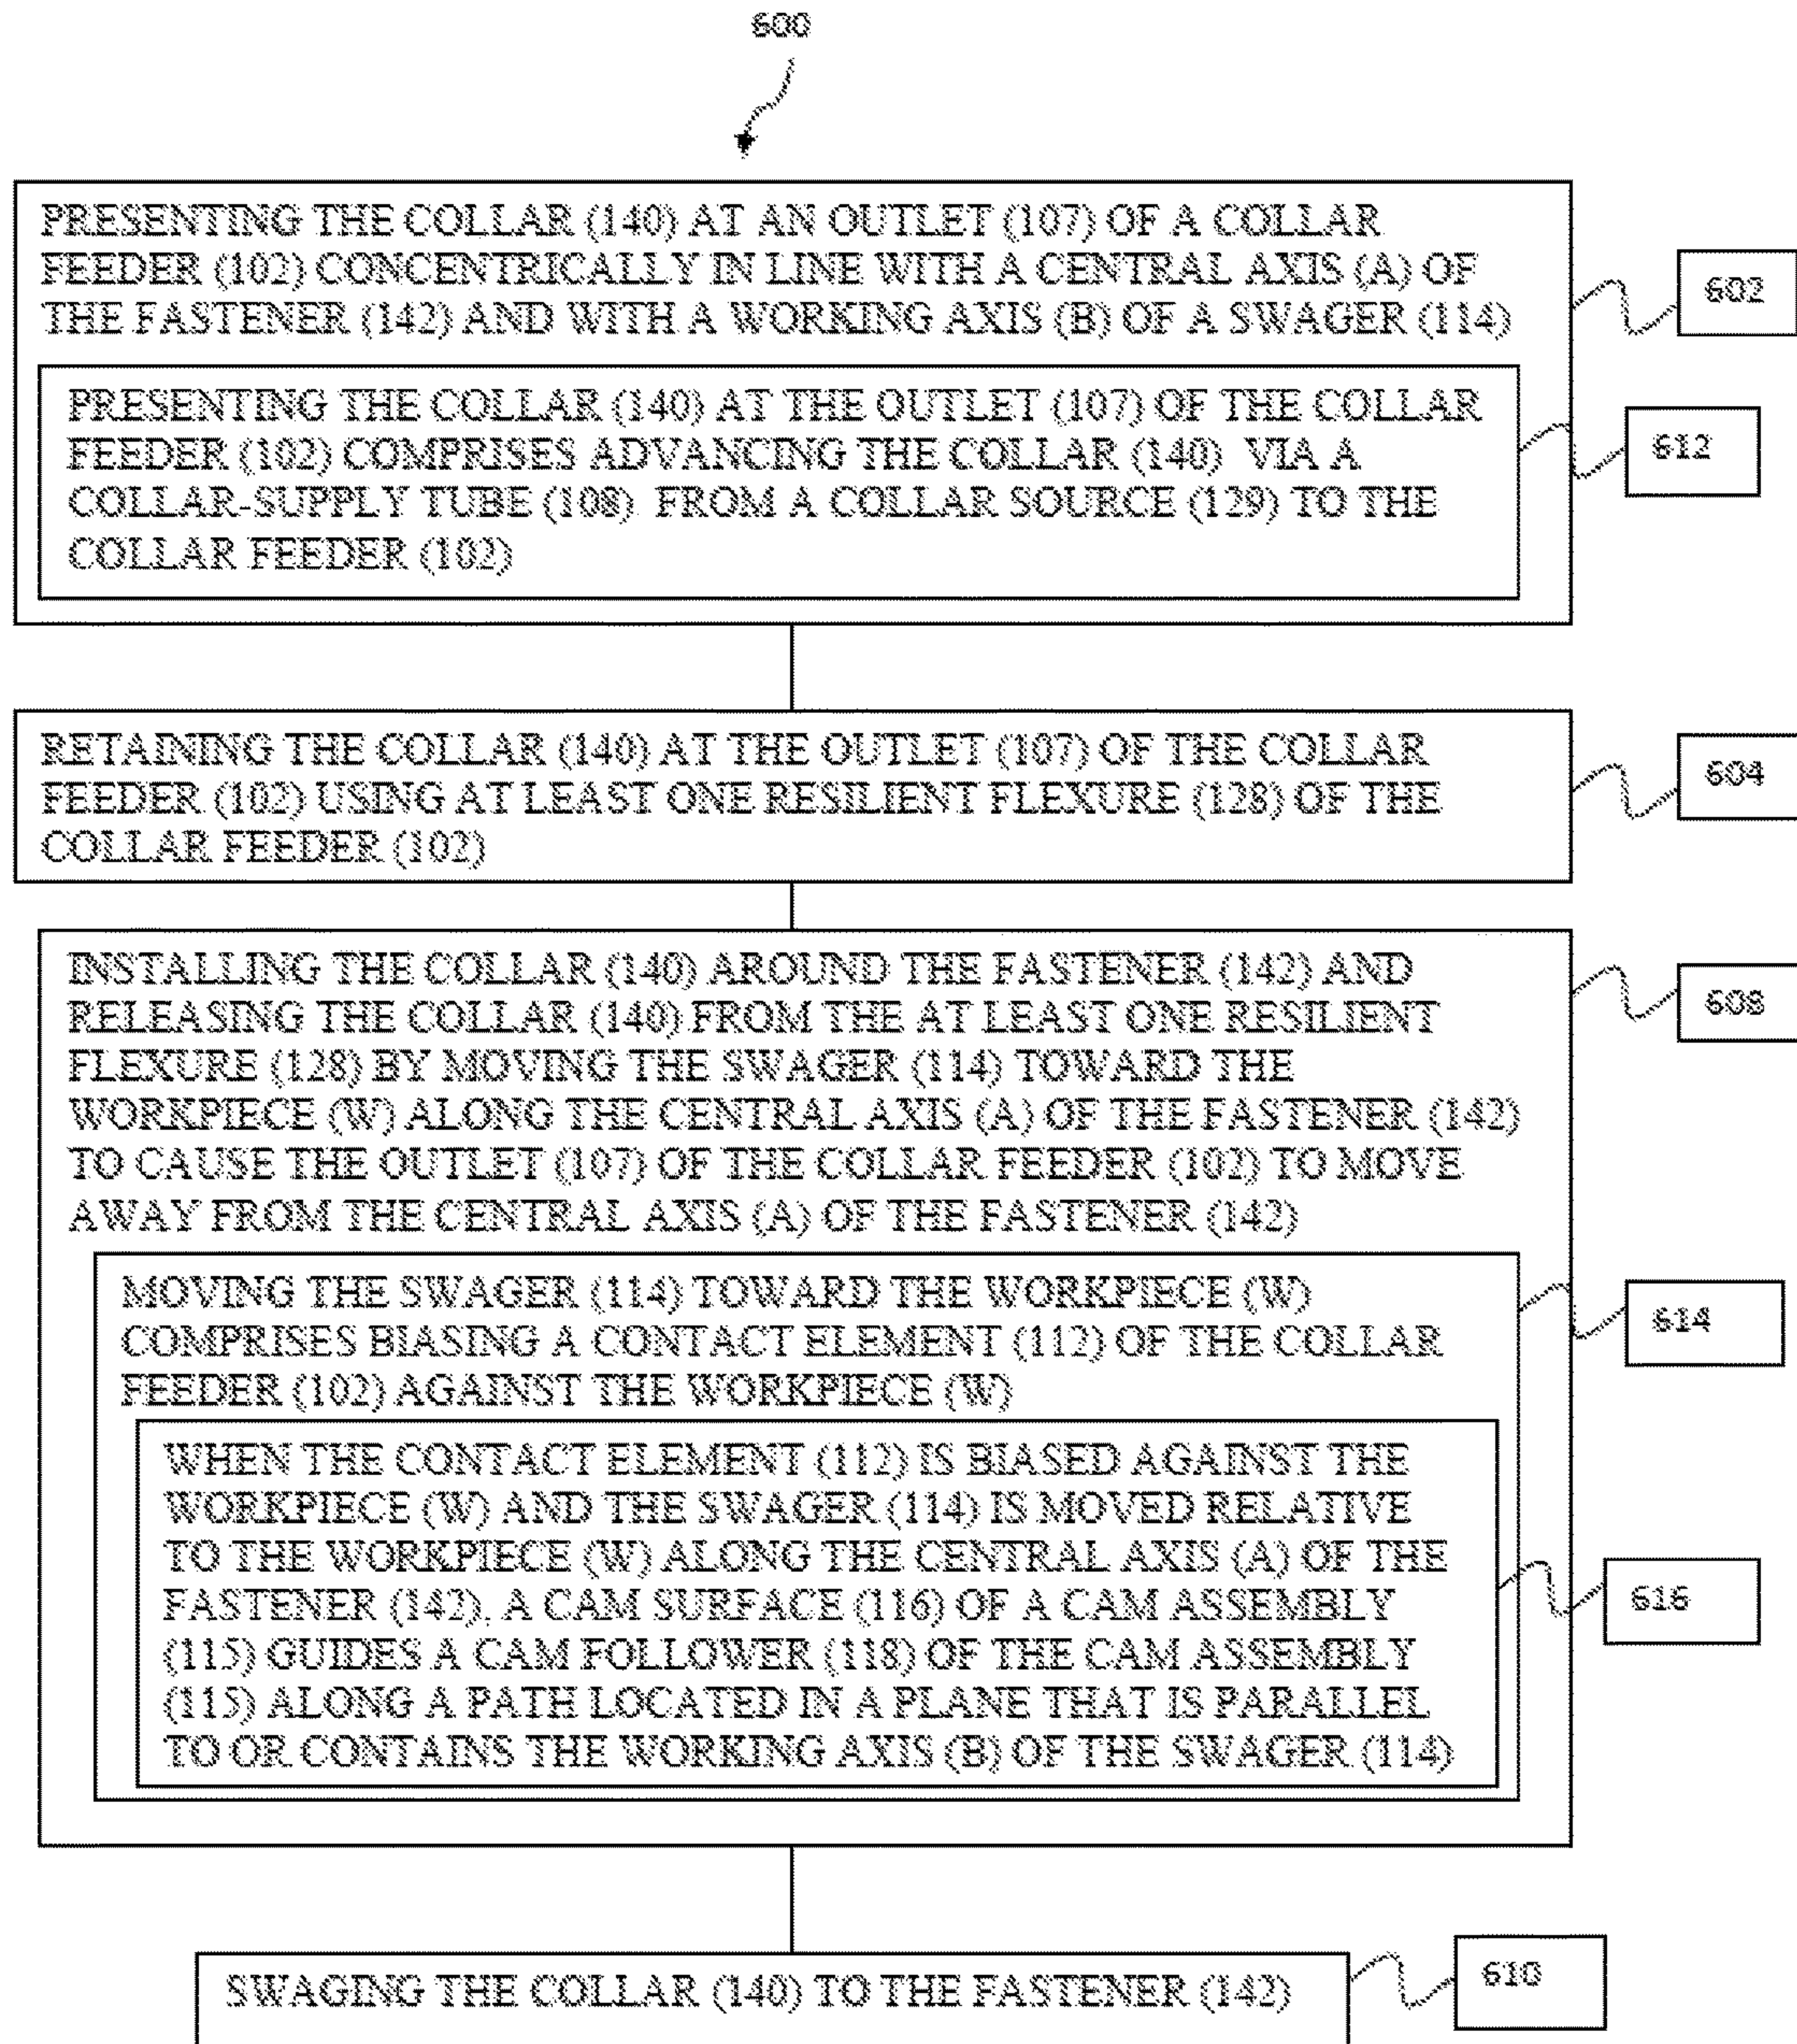 600
PRESENTING THE COLLAR (140) AT AN OUTLET (107) OF A COLLAR
FEEDER (102) CONCENTRICALLY IN LINE WITH A CENTRAL AXIS (A) OF
THE FASTENER (142) AND WITH A WORKING AXIS (B) OF A SWAGER (114)
602
PRESENTING THE COLLAR (140) AT THE OUTLET (107) OF THE COLLAR
FEEDER (102) COMPRISES ADVANCING THE COLLAR (140) VIA A
COLLAR-SUPPLY TUBE (108) FROM A COLLAR SOURCE (129) TO THE
COLLAR FEEDER (102)
612
RETAINING THE COLLAR (140) AT THE OUTLET (107) OF THE COLLAR
FEEDER (102) USING AT LEAST ONE RESILIENT FLEXURE (128) OF THE
COLLAR FEEDER (102)
604
INSTALLING THE COLLAR (140) AROUND THE FASTENER (142) AND
RELEASING THE COLLAR (140) FROM THE AT LEAST ONE RESILIENT
FLEXURE (128) BY MOVING THE SWAGER (114) TOWARD THE
WORKPIECE (W) ALONG THE CENTRAL AXIS (A) OF THE FASTENER (142)
TO CAUSE THE OUTLET (107) OF THE COLLAR FEEDER (102) TO MOVE
AWAY FROM THE CENTRAL AXIS (A) OF THE FASTENER (142)
608
MOVING THE SWAGER (114) TOWARD THE WORKPIECE (W)
COMPRISES BIASING A CONTACT ELEMENT (112) OF THE COLLAR
FEEDER (102) AGAINST THE WORKPIECE (W)
614
WHEN THE CONTACT ELEMENT (112) IS BIASED AGAINST THE
WORKPIECE (W) AND THE SWAGER (114) IS MOVED RELATIVE
TO THE WORKPIECE (W) ALONG THE CENTRAL AXIS (A) OF THE
FASTENER (142), A CAM SURFACE (116) OF A CAM ASSEMBLY
(115) GUIDES A CAM FOLLOWER (118) OF THE CAM ASSEMBLY
(115) ALONG A PATH LOCATED IN A PLANE THAT IS PARALLEL
TO OR CONTAINS THE WORKING AXIS (B) OF THE SWAGER (114)
616
SWAGING THE COLLAR (140) TO THE FASTENER (142)
610